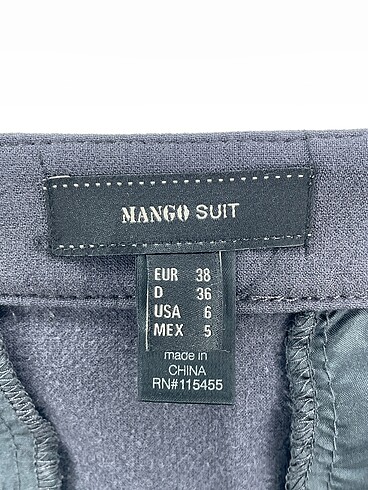 MANGO SUIT
EUR 38
D 36
USA 6
MEX 5
made in
CHINA
RN#115455